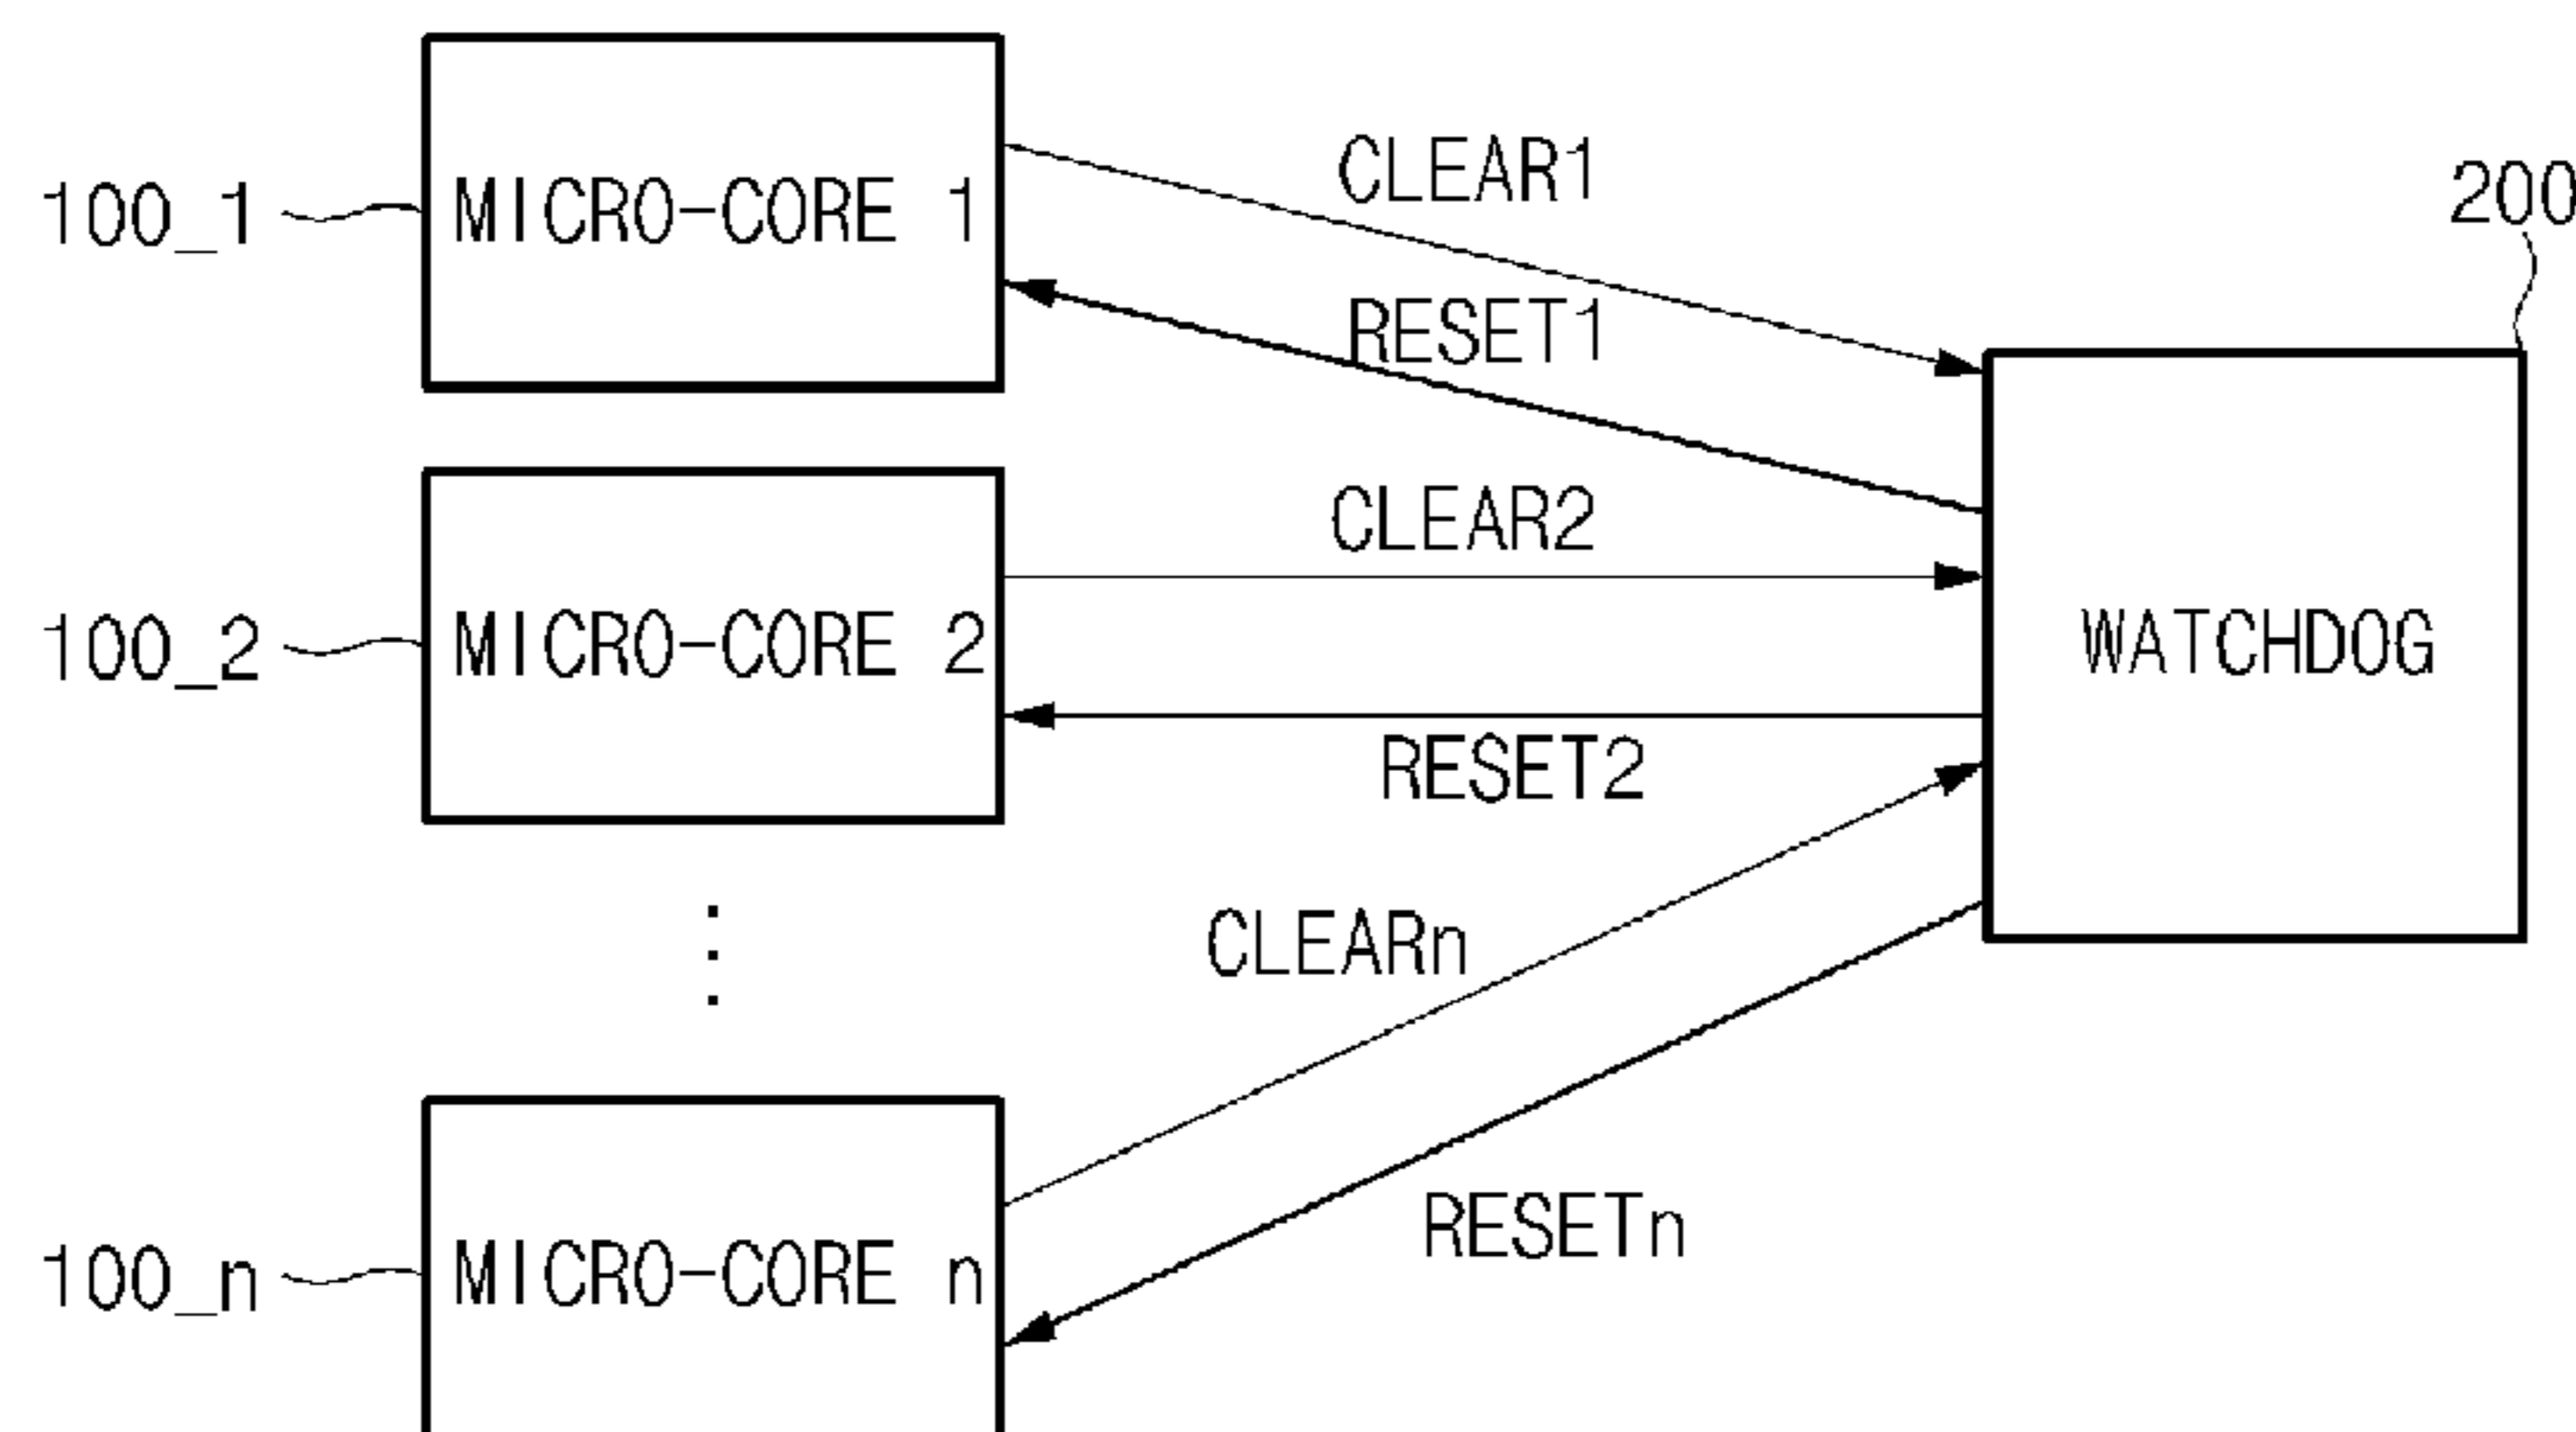 CLEAR1
100_1 MICRO-CORE 1
200
RESET1
CLEAR2
100_2 MICRO-CORE 2
WATCHDOG
RESET2
CLEARn
RESETn
100_n MICRO-CORE n